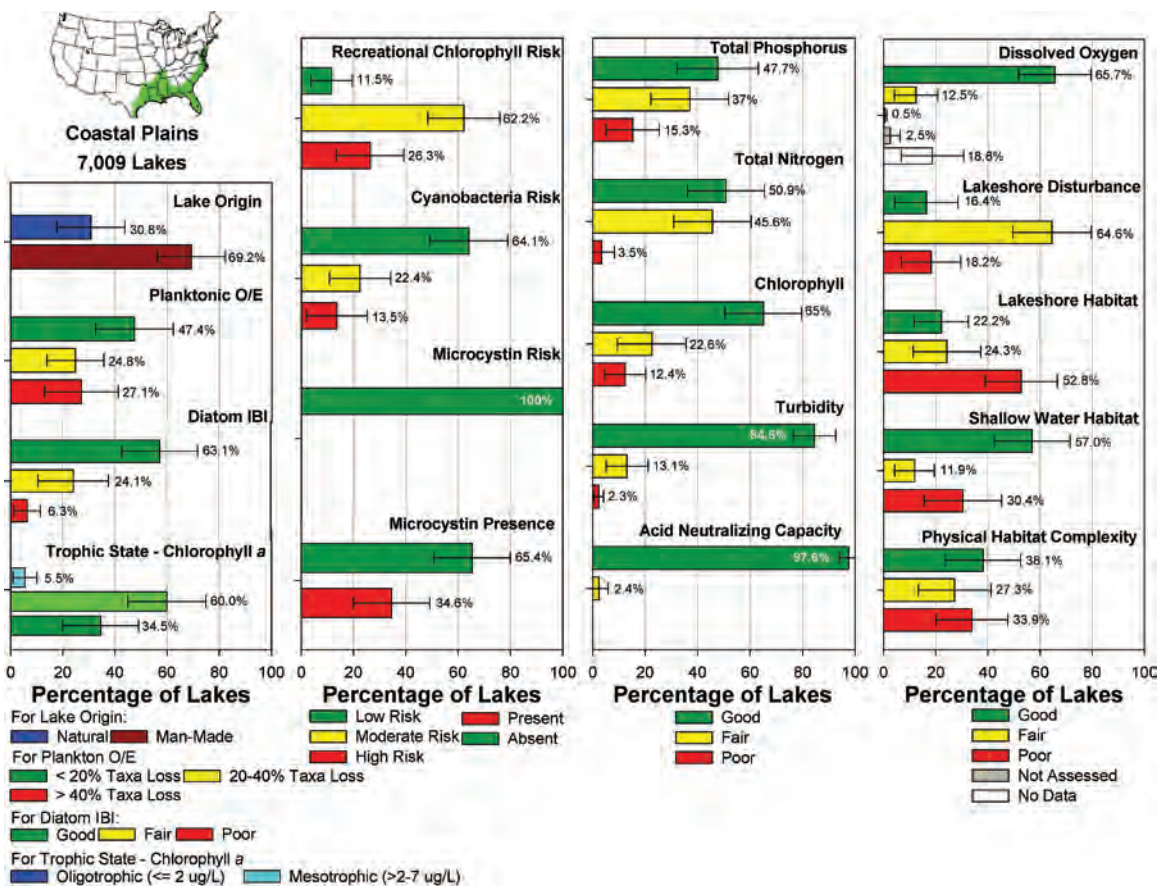 Coastal Plains
7,009 Lakes
Lake Origin
30.8%
69.2%
Planktonic O/E
47.4%
24.8%
27.1%
Diatom IBI
63.1%
24.1%
6.3%
Trophic State - Chlorophyll a
5.5%
60.0%
34.5%
0 20 40 60 80 100
Percentage of Lakes
For Lake Origin:
Natural Man-Made
For Plankton O/E
< 20% Taxa Loss 20-40% Taxa Loss
> 40% Taxa Loss
For Diatom IBI:
Good Fair Poor
For Trophic State - Chlorophyll a
Oligotrophic (<= 2 ug/L) Mesotrophic (>2-7 ug/L)
Recreational Chlorophyll Risk
11.5%
62.2%
26.3%
Cyanobacteria Risk
64.1%
22.4%
13.5%
Microcystin Risk
100%
Microcystin Presence
65.4%
34.6%
0 20 40 60 80 100
Percentage of Lakes
Low Risk Present
Moderate Risk Absent
High Risk
Total Phosphorus
47.7%
37%
15.3%
Total Nitrogen
50.9%
45.6%
3.5%
Chlorophyll
65%
22.6%
12.4%
Turbidity
84.6%
13.1%
2.3%
Acid Neutralizing Capacity
97.6%
2.4%
0 20 40 60 80 100
Percentage of Lakes
Good
Fair
Poor
Dissolved Oxygen
65.7%
12.5%
0.5%
2.5%
18.8%
Lakeshore Disturbance
16.4%
64.6%
18.2%
Lakeshore Habitat
22.2%
24.3%
52.8%
Shallow Water Habitat
57.0%
11.9%
30.4%
Physical Habitat Complexity
38.1%
27.3%
33.9%
0 20 40 60 80 100
Percentage of Lakes
Good
Fair
Poor
Not Assessed
No Data